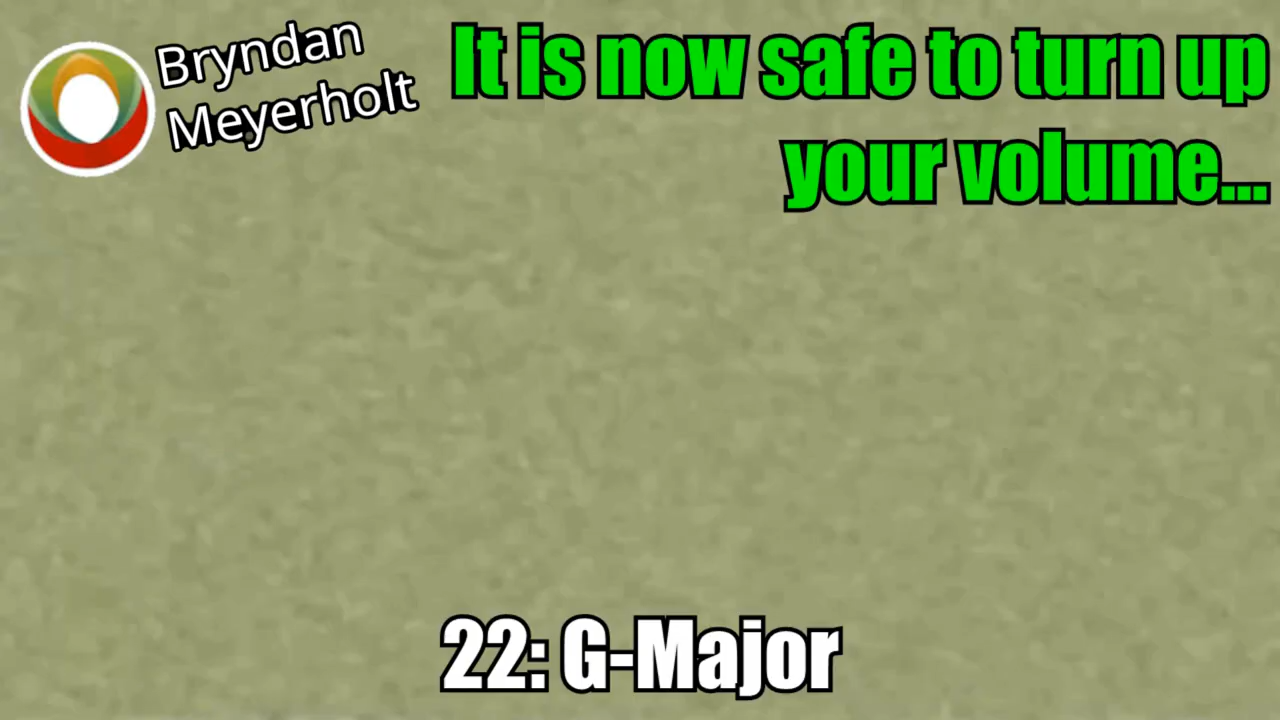 Bryndan
Meyerholt
It is now safe to turn up
your volume...
22: G-Major